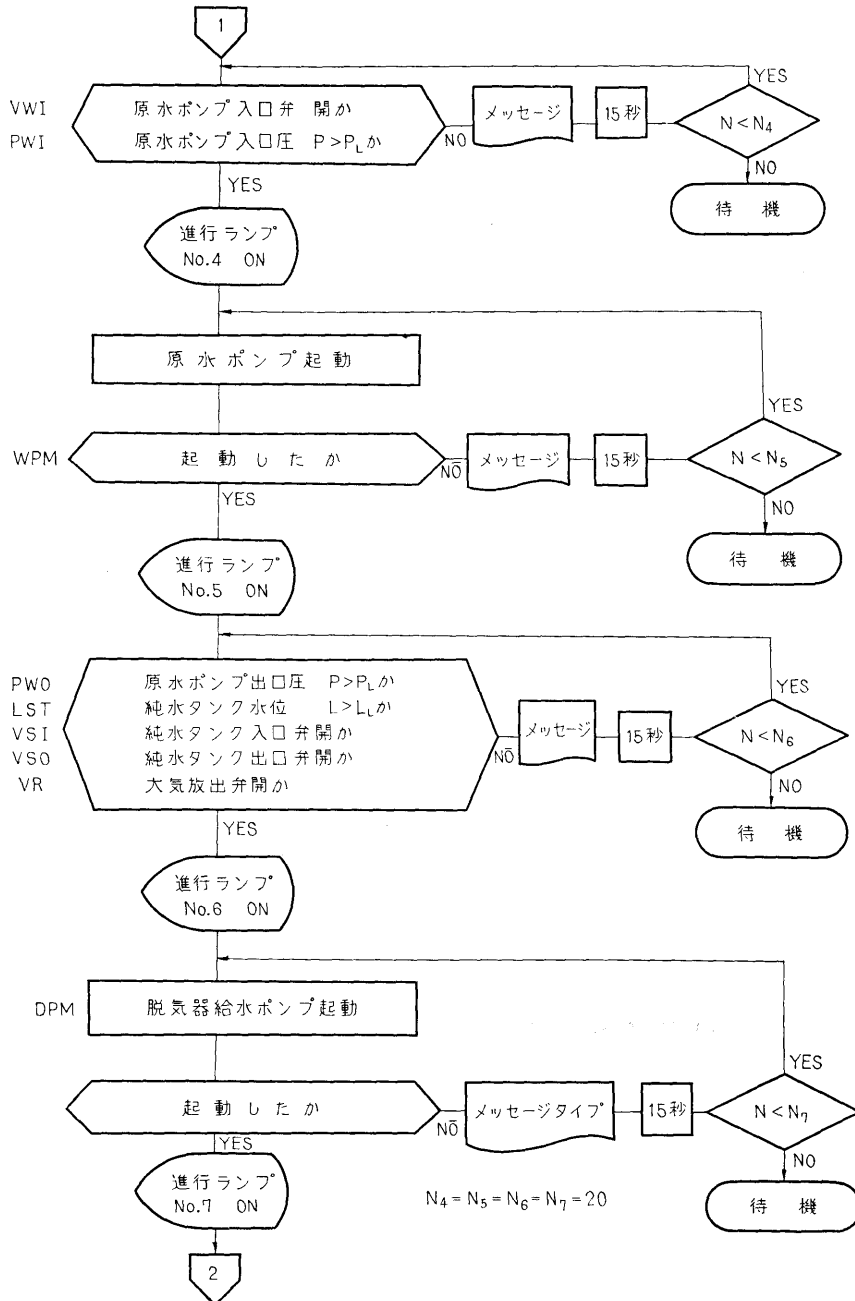 1
YES
VWI 原水ポンプ入口弁 開か メッセージ 15秒 N<N₄
PWI 原水ポンプ入口圧 P>P_Lか NO
NO
YES
待機
進行ランプ
No.4 ON
原水ポンプ起動
YES
WPM 起動したか NO メッセージ 15秒 N<N₅
YES
NO
待機
進行ランプ
No.5 ON
YES
PWO 原水ポンプ出口圧 P>P_Lか
LST 純水タンク水位 L>L_Lか
VSI 純水タンク入口弁開か メッセージ 15秒 N<N₆
VSO 純水タンク出口弁開か NO
VR 大気放出弁開か NO
待機
YES
進行ランプ
No.6 ON
DPM 脱気器給水ポンプ起動
YES
起動したか NO メッセージタイプ 15秒 N<N₇
YES
NO
進行ランプ
No.7 ON
待機
N₄=N₅=N₆=N₇=20
2